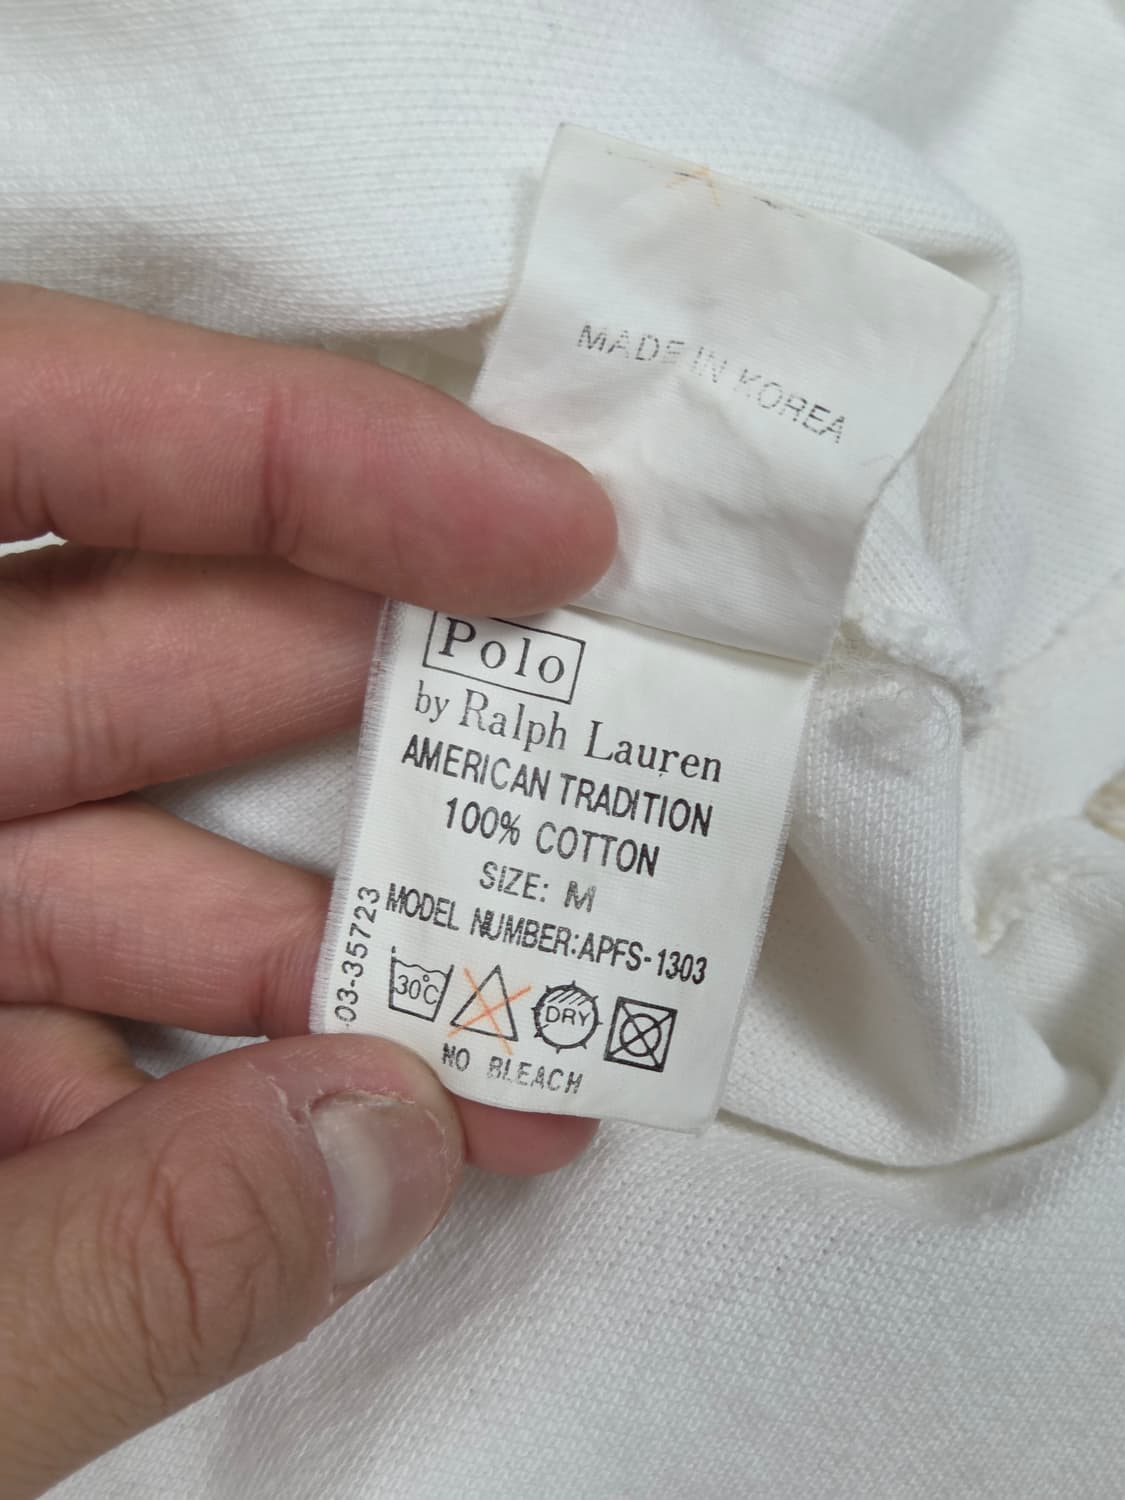 MADE IN KOREA
Polo
by Ralph Lauren
AMERICAN TRADITION
100% COTTON
SIZE: M
MODEL NUMBER:APFS-1303
03-35723
30°C
DRY
NO BLEACH